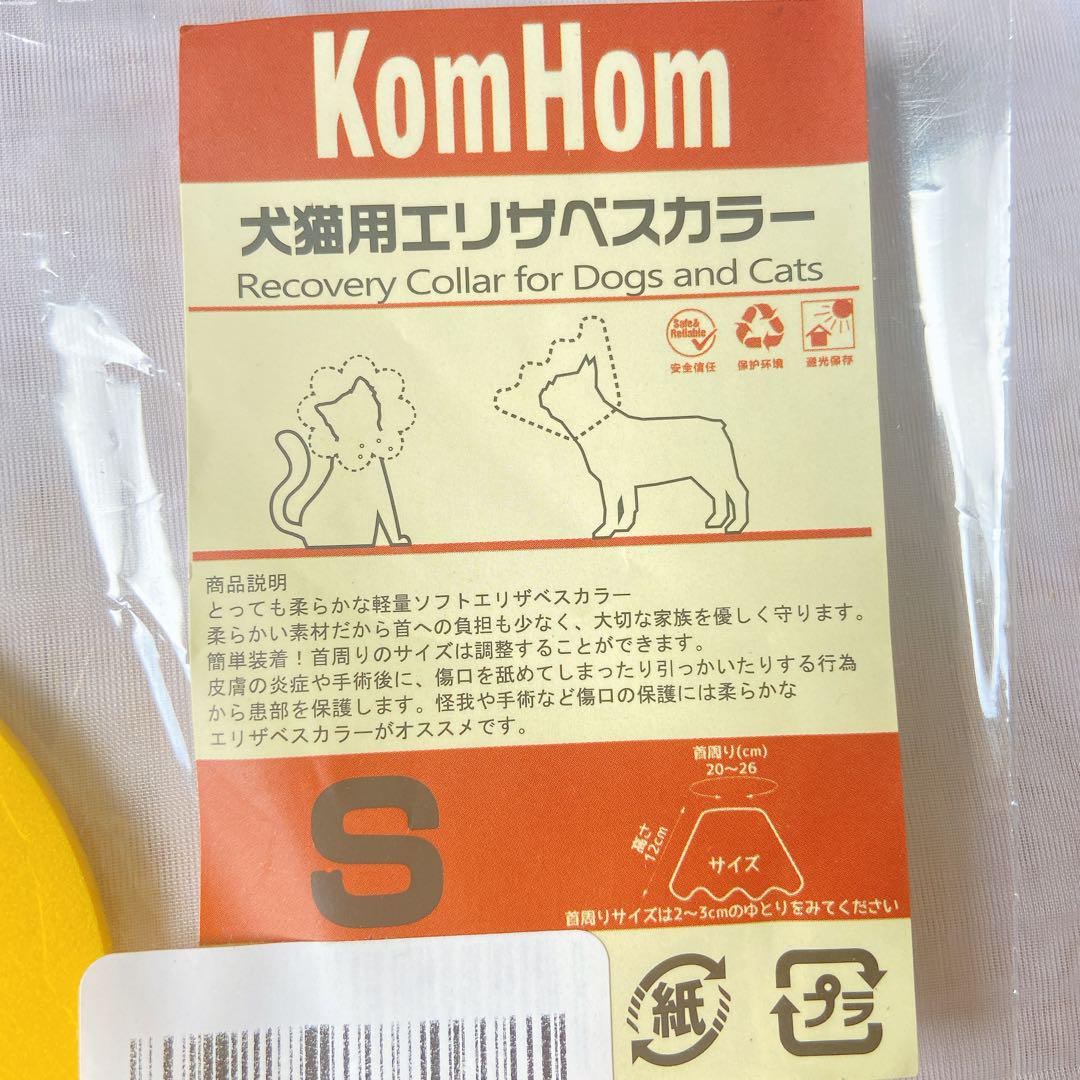 KomHom
犬猫用エリザベスカラー
Recovery Collar for Dogs and Cats
Safe&
Reliable
安全信任
保护环境
避光保存
商品説明
とっても柔らかな軽量ソフトエリザベスカラー
柔らかい素材だから首への負担も少なく、大切な家族を優しく守ります。
簡単装着！首周りのサイズは調整することができます。
皮膚の炎症や手術後に、傷口を舐めてしまったり引っかいたりする行為
から患部を保護します。怪我や手術など傷口の保護には柔らかな
エリザベスカラーがオススメです。
S
首周り(cm)
20～26
高さ
12cm
サイズ
首周りサイズは2～3cmのゆとりをみてください
紙
プラ